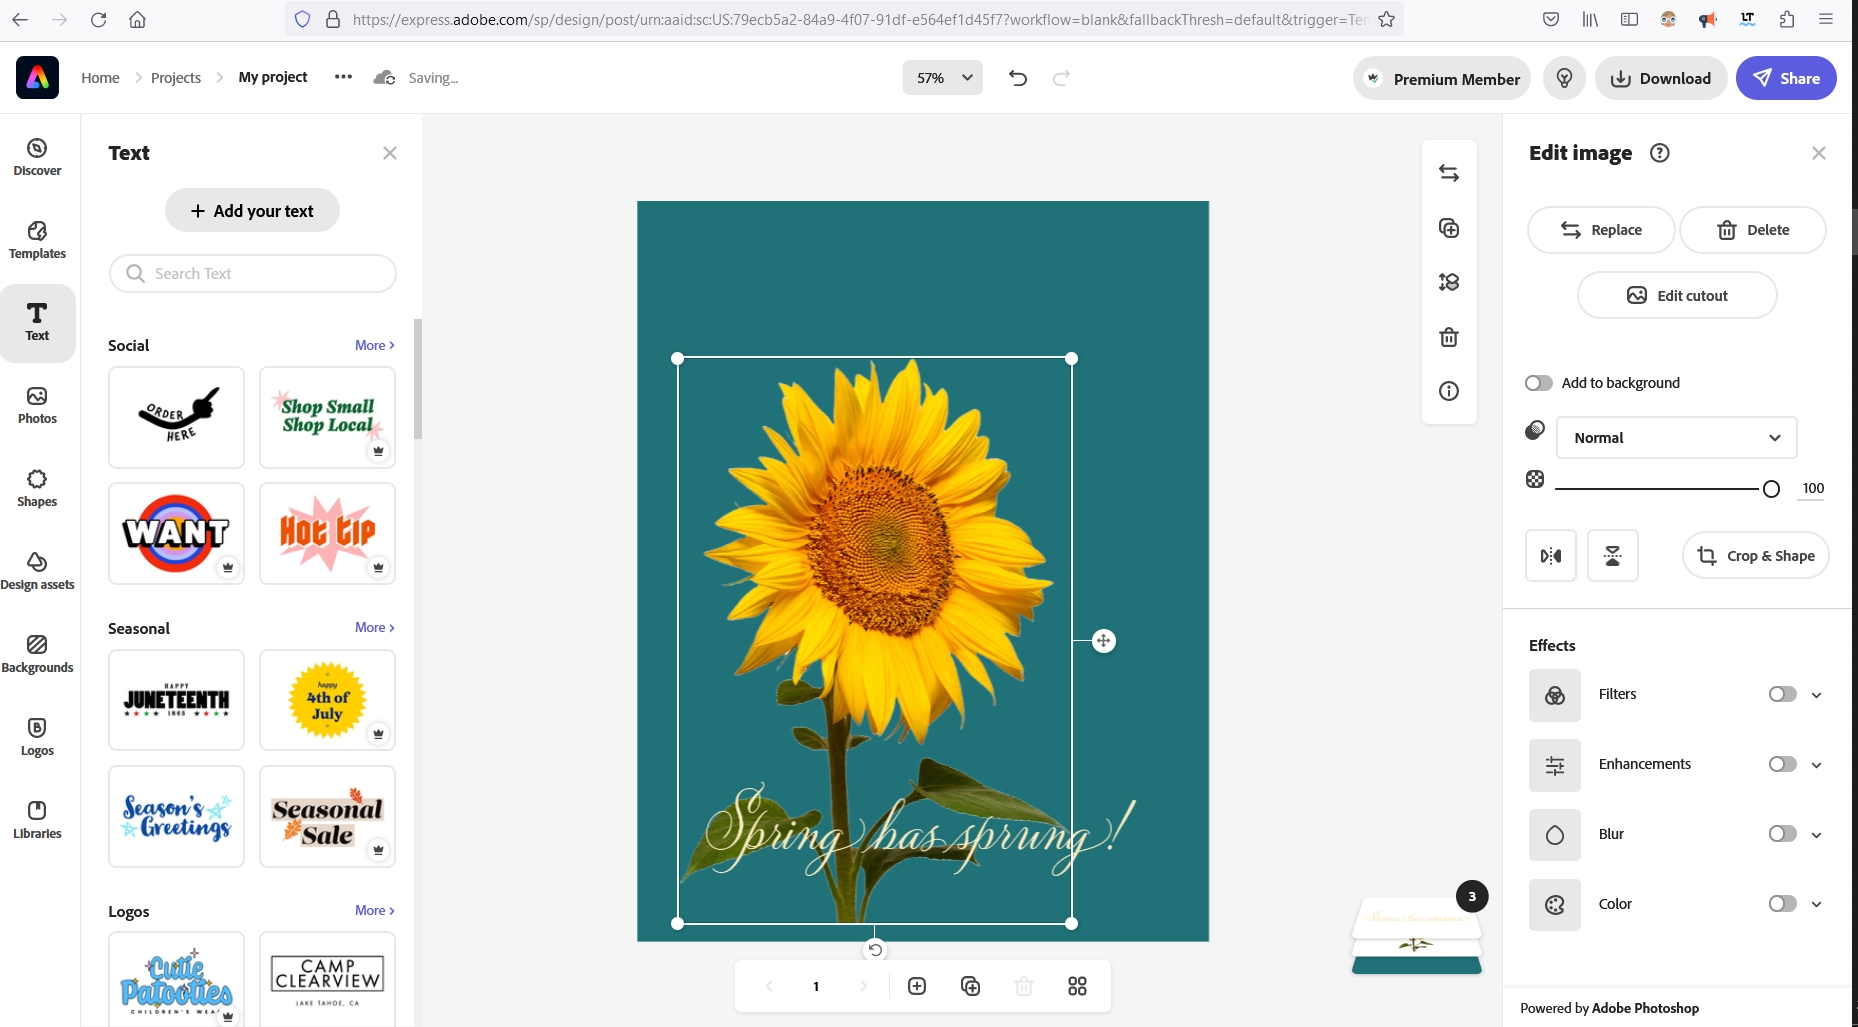 https://express.adobe.com/sp/design/post/urn:aaid:sc:US:79ecb5a2-84a9-4f07-91df-e564ef1d45f7?workflow=blank&fallbackThresh=default&trigger=Ter
Home
Projects
My project
Saving...
57%
Premium Member
Download
Share
Discover
Templates
Text
Photos
Shapes
Design assets
Backgrounds
Logos
Libraries
Text
Add your text
Search Text
Social
More
ORDER
HERE
Shop Small
Shop Local
WANT
Hot tip
Seasonal
More
HAPPY
JUNETEENTH
1865
happy
4th of
July
Season's
Greetings
Seasonal
Sale
Logos
More
Cutie
Patooties
CHILDREN'S WEA
CAMP
CLEARVIEW
LAKE TAHOE, CA
Spring has sprung!
1
3
Spring has sprung!
Edit image
Replace
Delete
Edit cutout
Add to background
Normal
100
Crop & Shape
Effects
Filters
Enhancements
Blur
Color
Powered by Adobe Photoshop